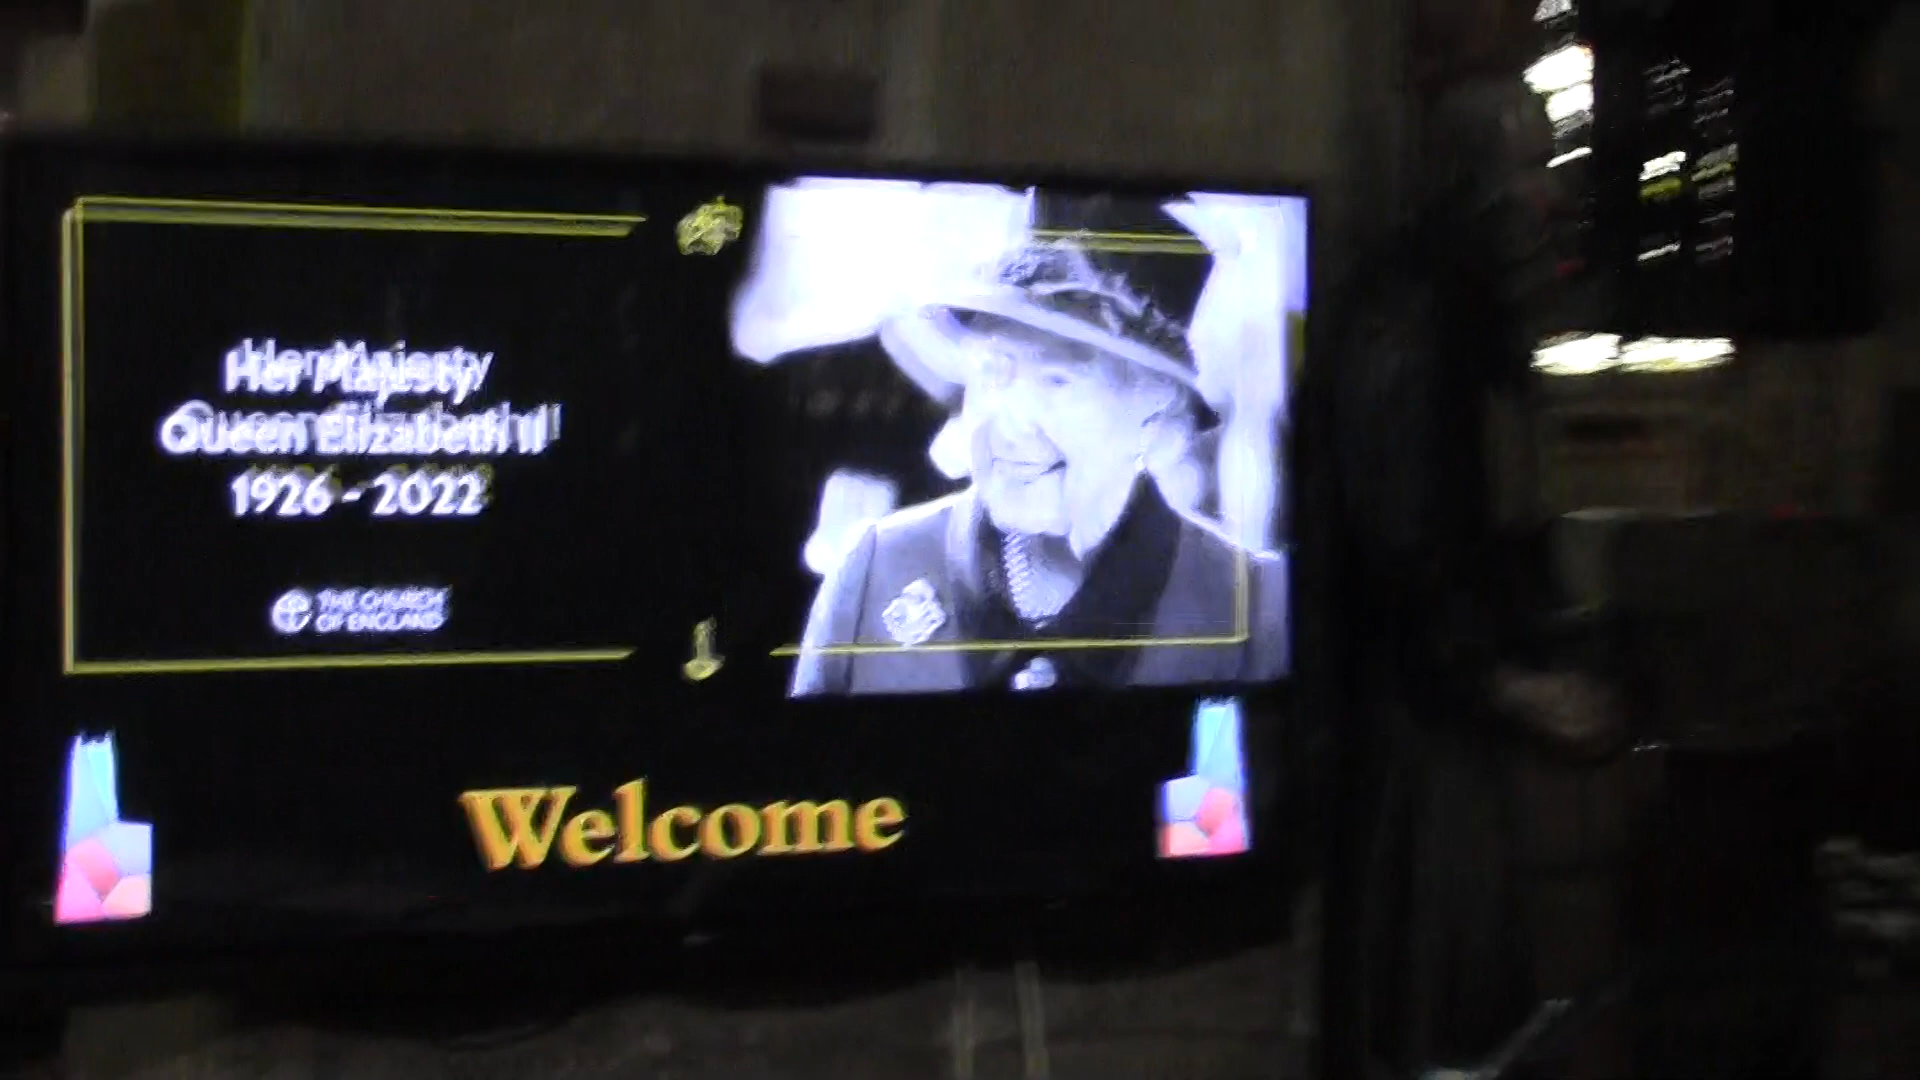 Her Majesty
Queen Elizabeth II
1926 - 2022
THE CHURCH
OF ENGLAND
Welcome